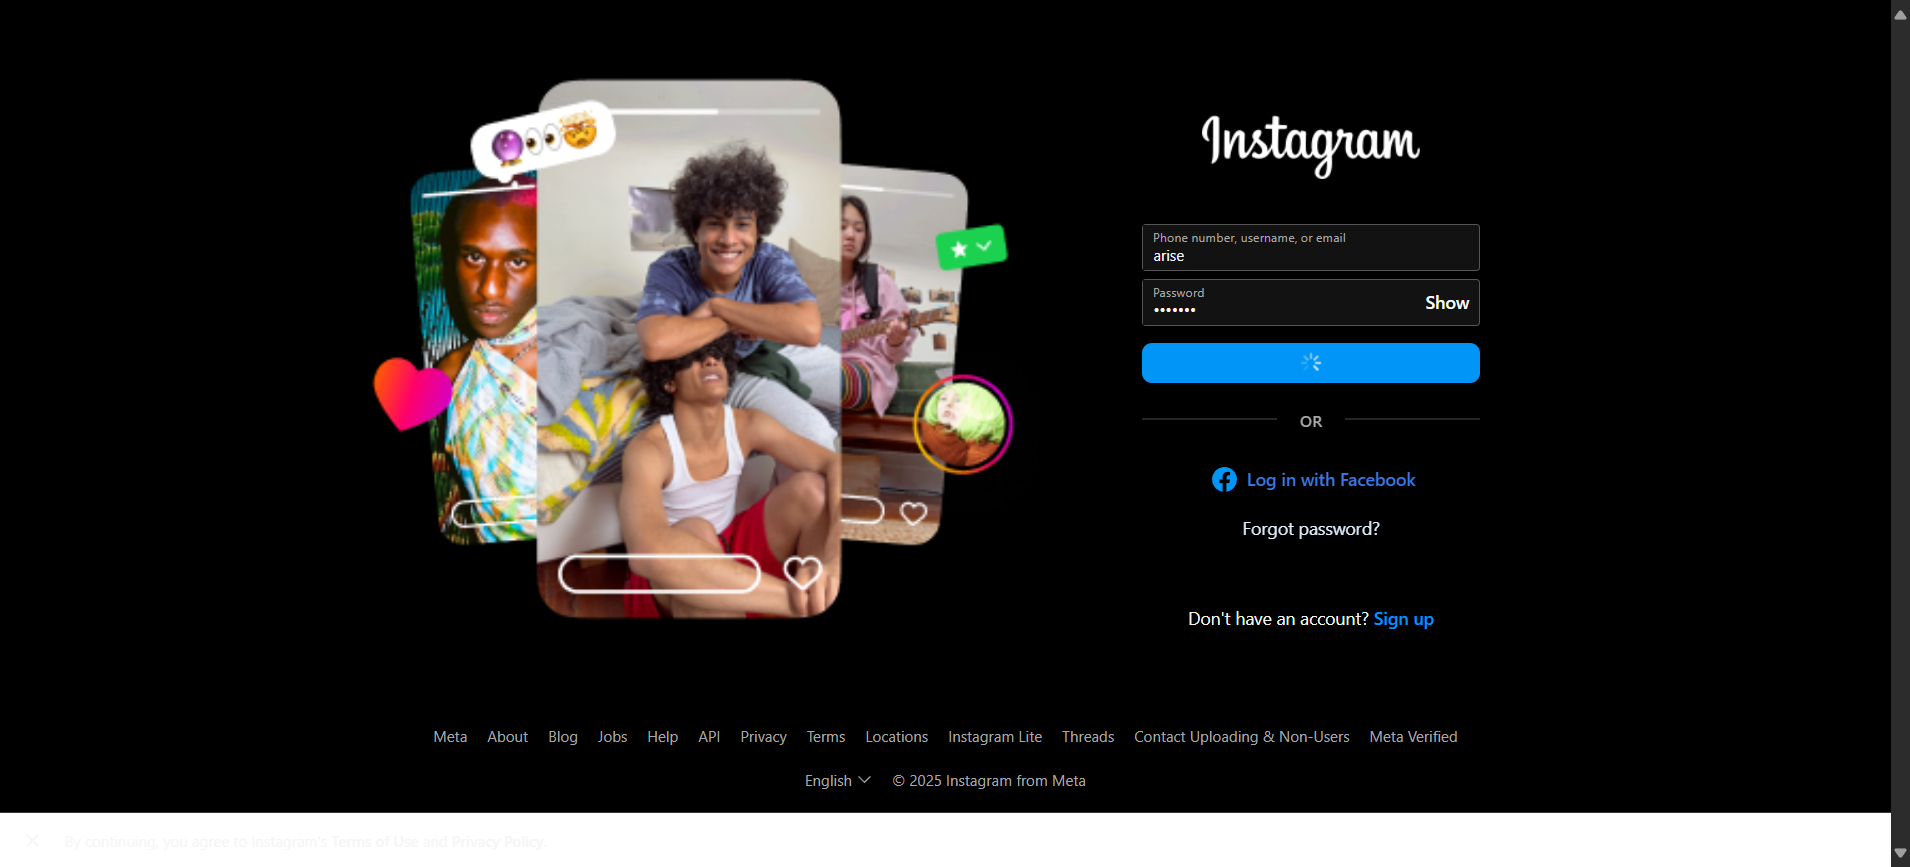 Instagram
Phone number, username, or email
arise
Password
•••••••
Show
OR
Log in with Facebook
Forgot password?
Don't have an account? Sign up
Meta About Blog Jobs Help API Privacy Terms Locations Instagram Lite Threads Contact Uploading & Non-Users Meta Verified
English © 2025 Instagram from Meta
By continuing, you agree to Instagram's Terms of Use and Privacy Policy.